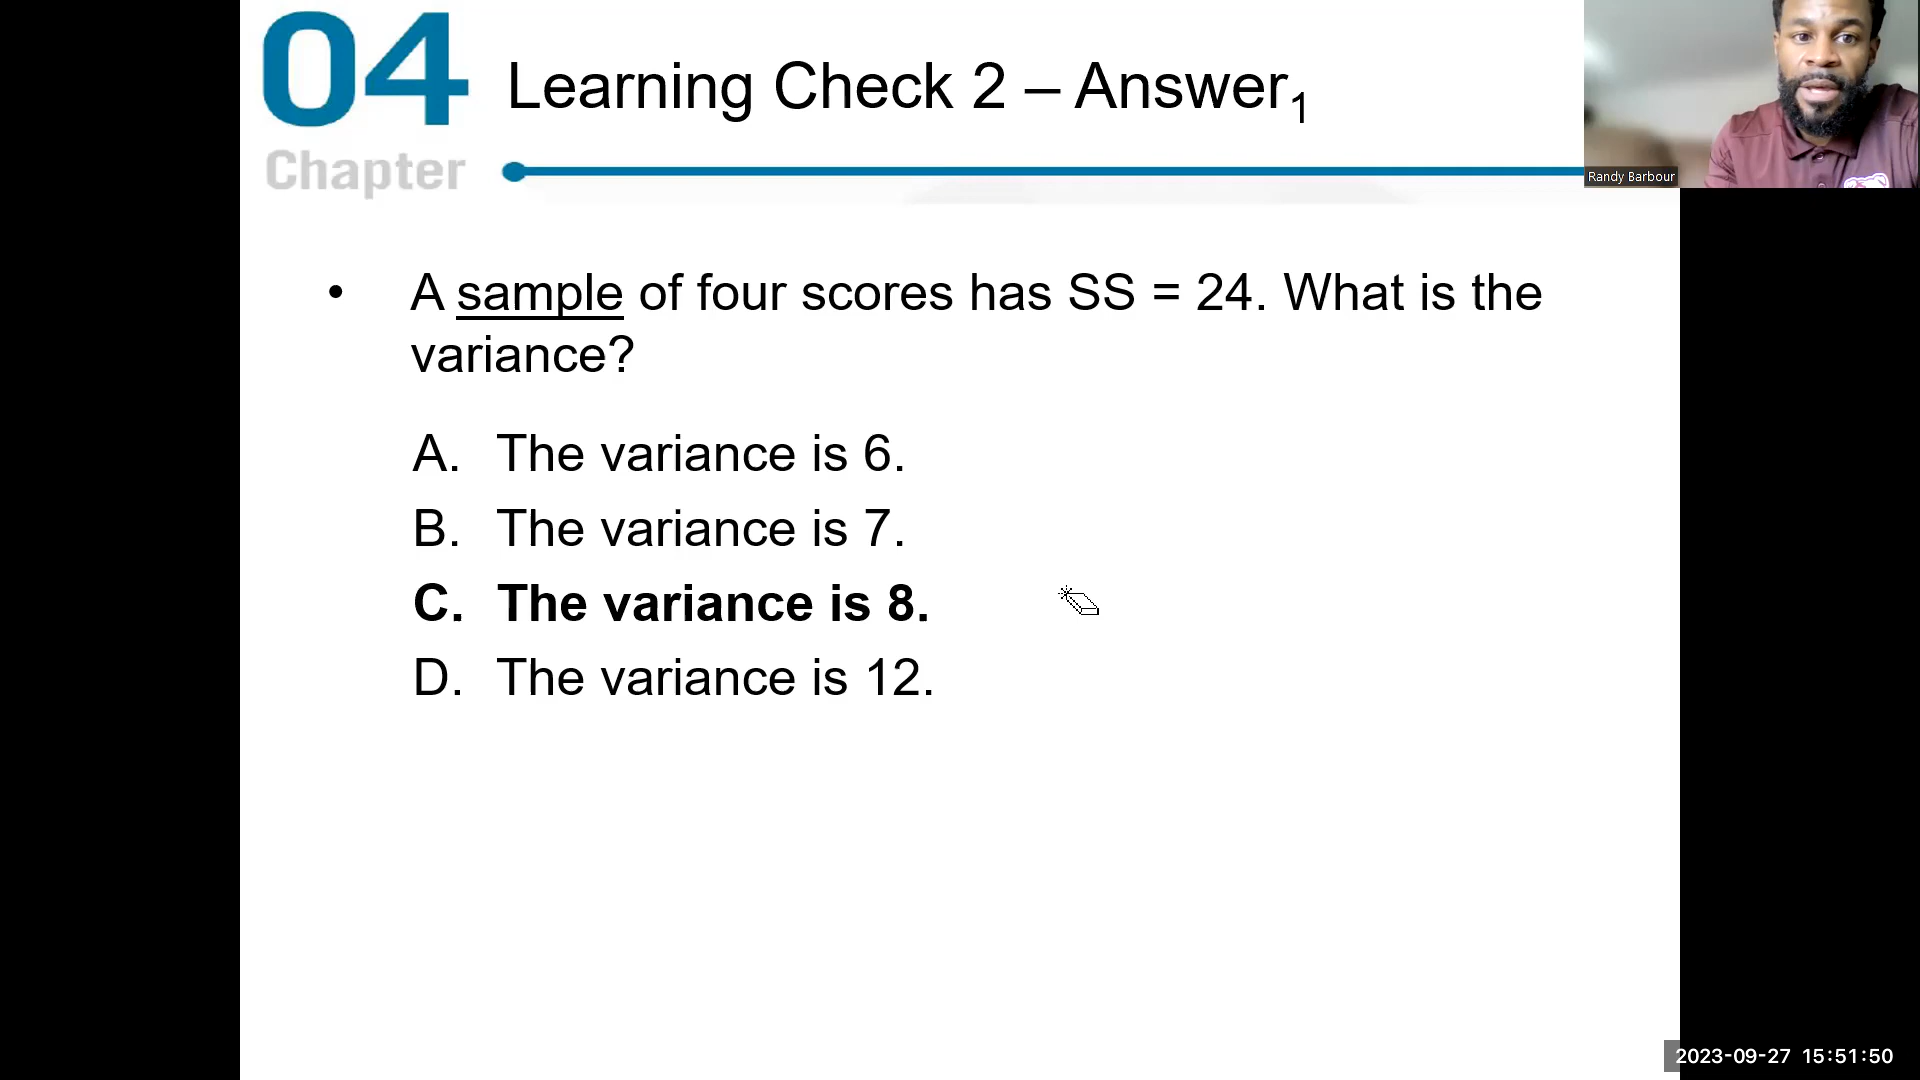 04
Chapter
Learning Check 2 – Answer₁
Randy Barbour
• A sample of four scores has SS = 24. What is the
variance?
A. The variance is 6.
B. The variance is 7.
C. The variance is 8.
D. The variance is 12.
2023-09-27 15:51:50